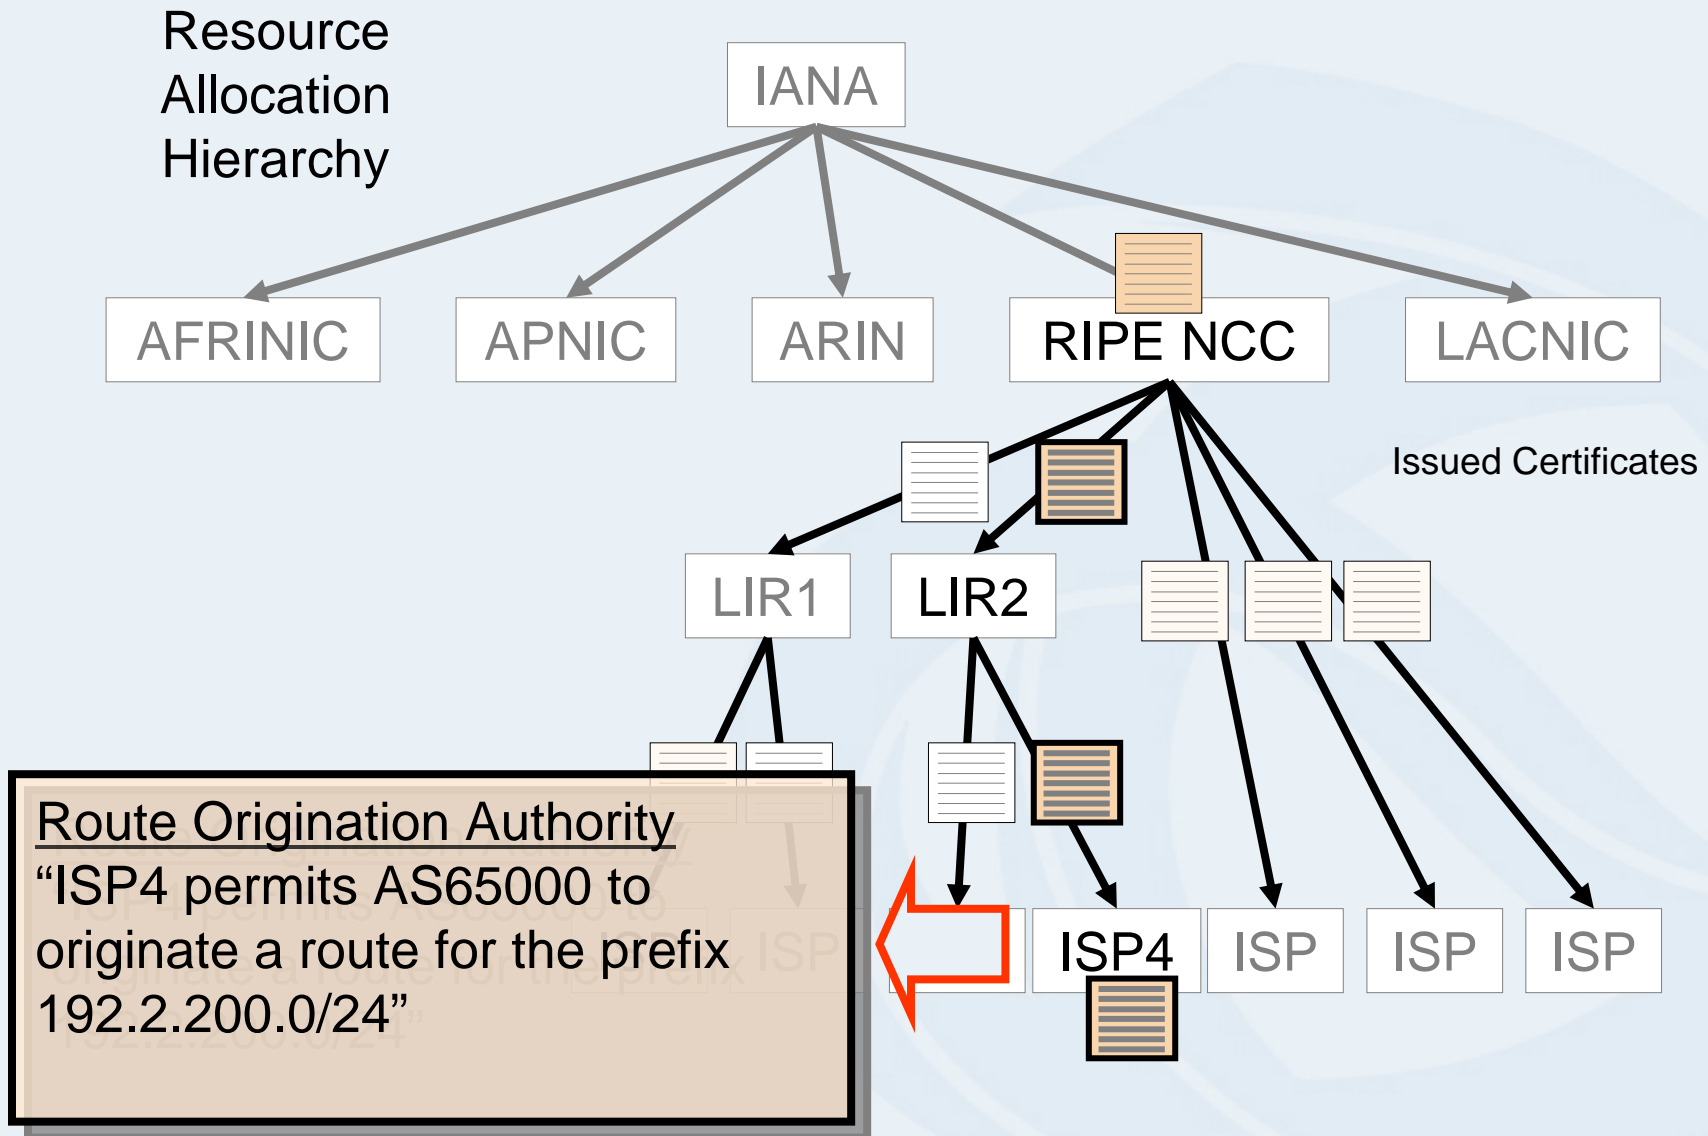 Resource
Allocation
Hierarchy
IANA
AFRINIC
APNIC
ARIN
RIPE NCC
LACNIC
Issued Certificates
LIR1
LIR2
Route Origination Authority
“ISP4 permits AS65000 to
originate a route for the prefix
192.2.200.0/24”
ISP
ISP
ISP4
ISP
ISP
ISP